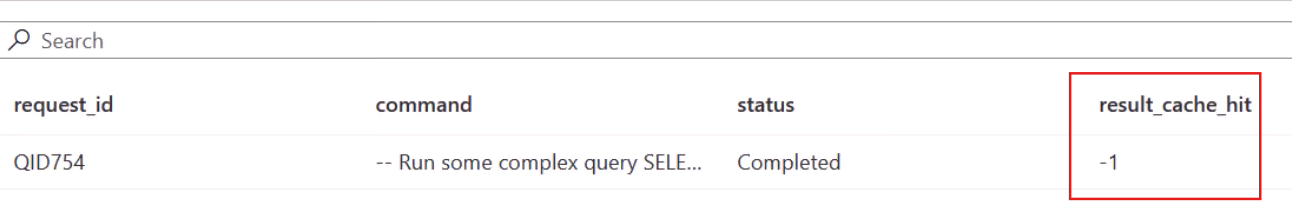 Search
request_id command status result_cache_hit
QID754 -- Run some complex query SELE... Completed -1